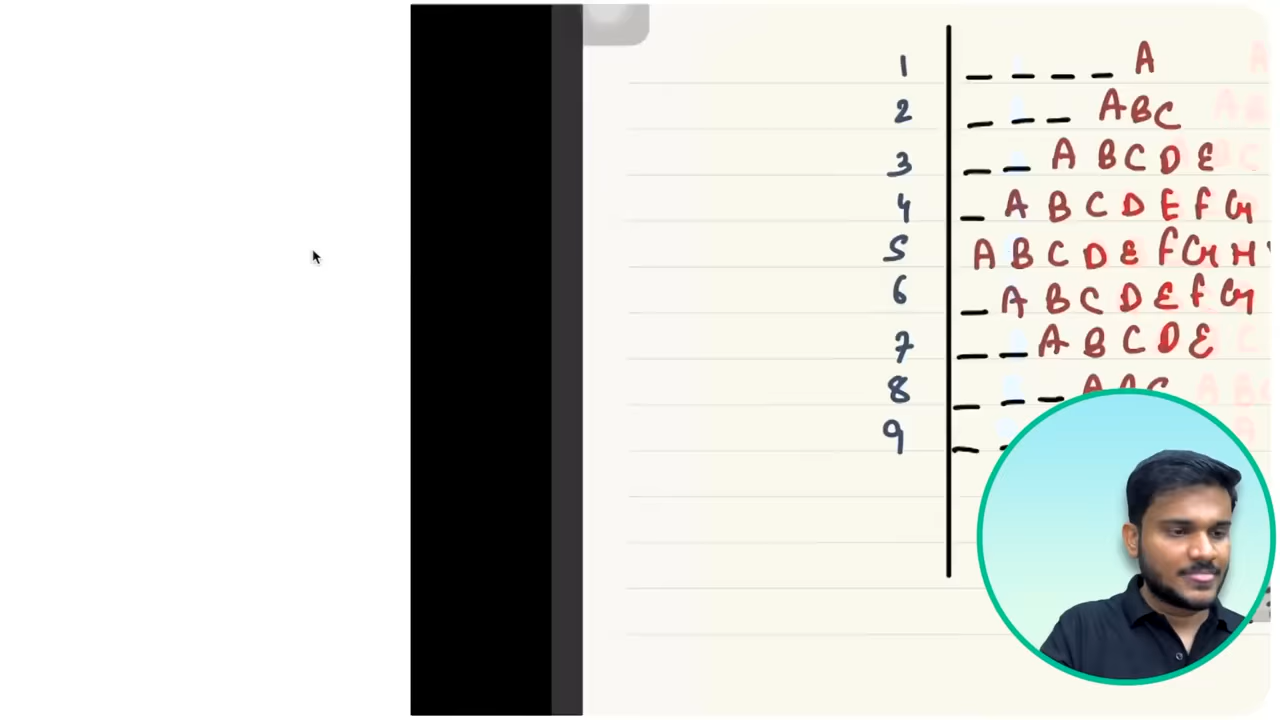 1 _ _ _ _ A
2 _ _ _ A B C
3 _ _ A B C D E
4 _ A B C D E F G
5 A B C D E F G H
6 _ A B C D E F G
7 _ _ A B C D E
8 _ _ _ A B C
9 _ _